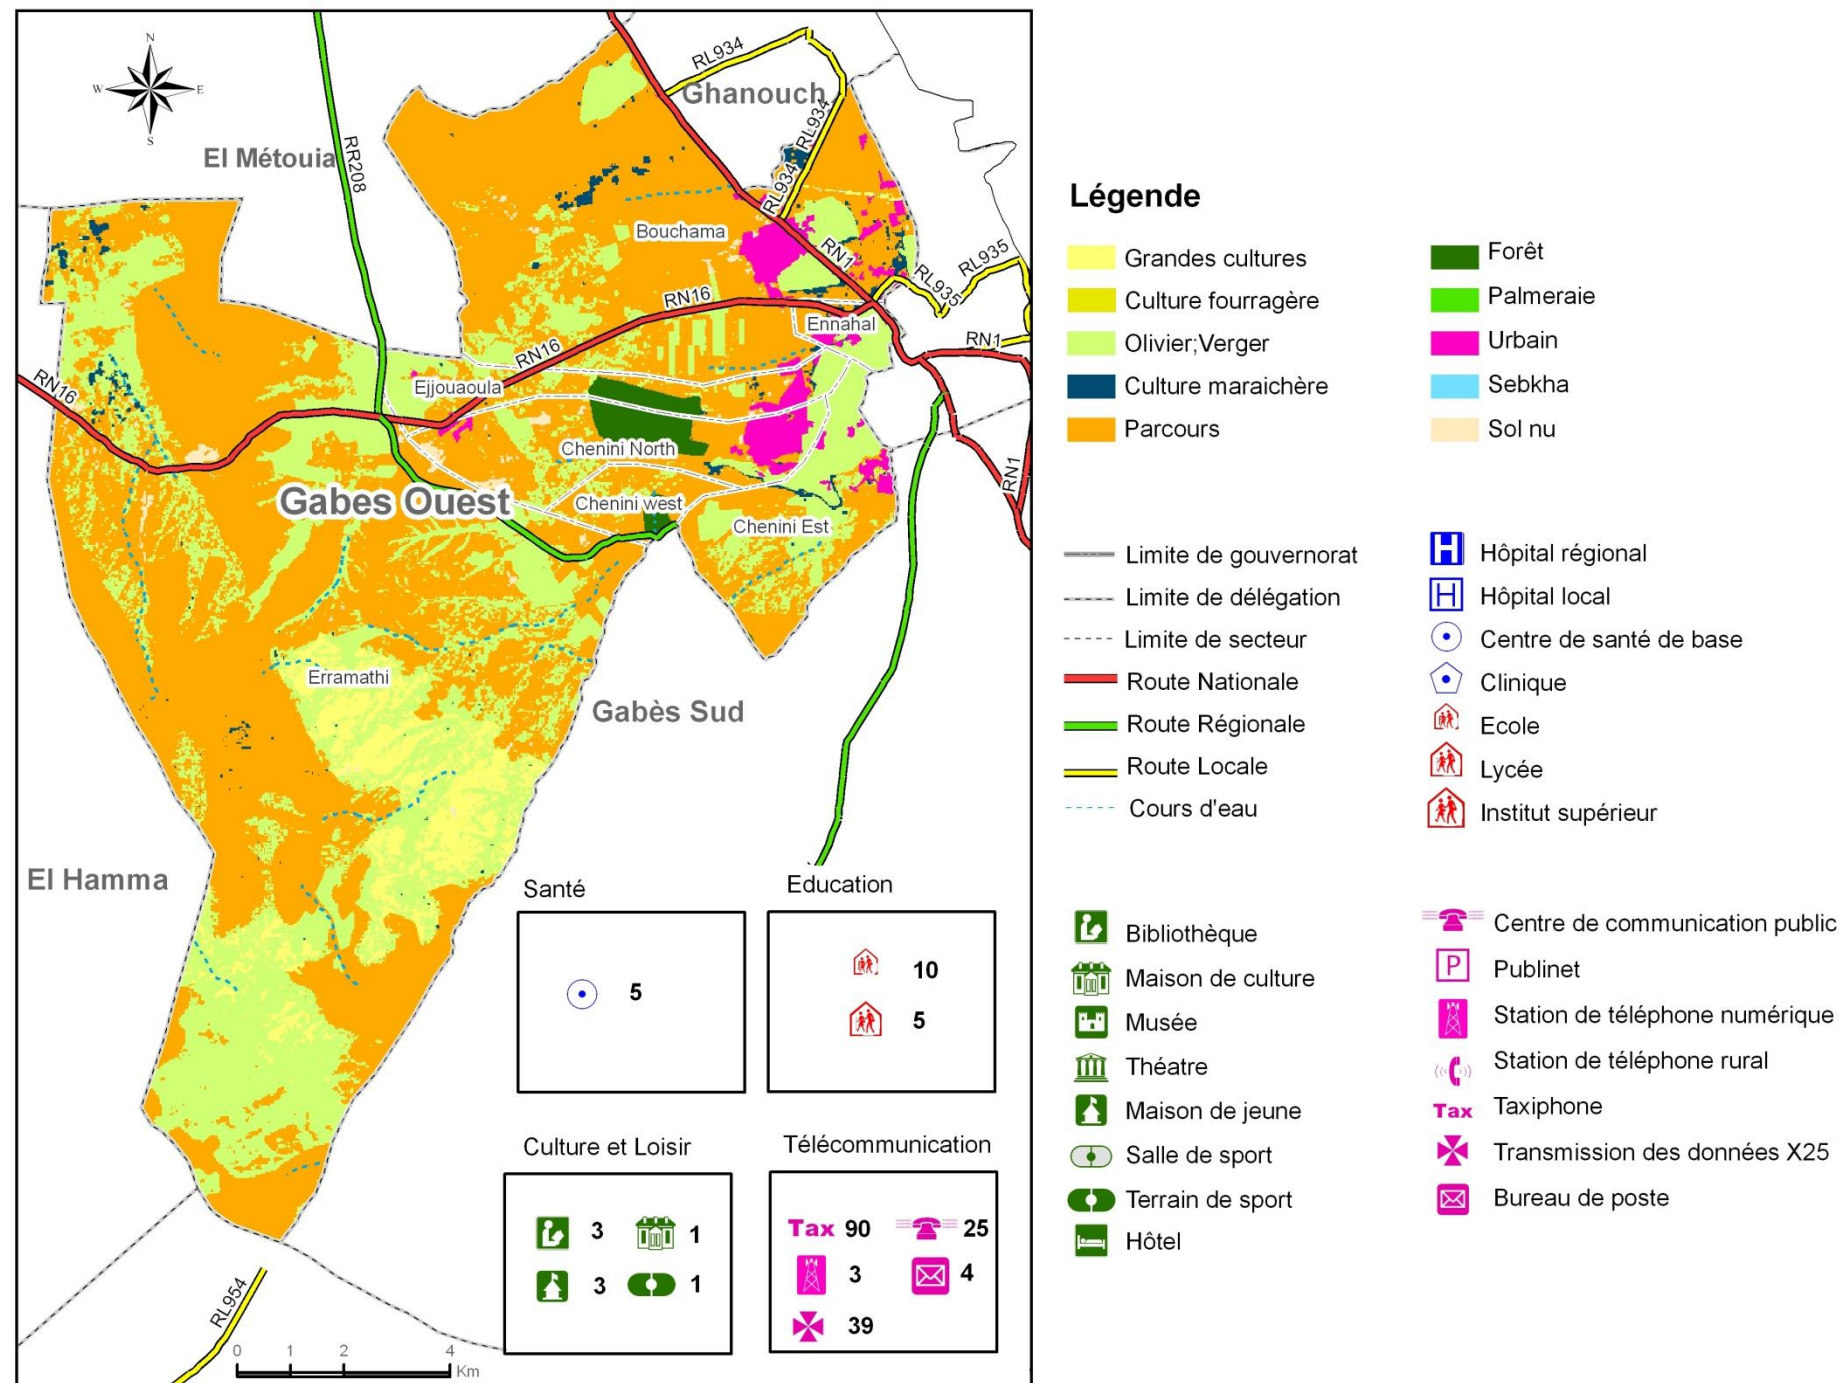 N
W
E
S
RL934
Ghanouch
RL934
RL934
El Métouia
RR208
Bouchama
RN1
RL935
RL935
RN16
Ennahal
RN1
RN16
Ejjouaoula
RN16
Chenini North
Gabes Ouest
Chenini west
Chenini Est
RN1
Erramathi
Gabès Sud
El Hamma
RL954
0 1 2 4
Km
Santé
5
Education
10
5
Culture et Loisir
3 1
3 1
Télécommunication
Tax 90 25
3 4
39
Légende
Grandes cultures
Culture fourragère
Olivier;Verger
Culture maraichère
Parcours
Forêt
Palmeraie
Urbain
Sebkha
Sol nu
Limite de gouvernorat
Limite de délégation
Limite de secteur
Route Nationale
Route Régionale
Route Locale
Cours d'eau
H Hôpital régional
H Hôpital local
Centre de santé de base
Clinique
Ecole
Lycée
Institut supérieur
Bibliothèque
Maison de culture
Musée
Théatre
Maison de jeune
Salle de sport
Terrain de sport
Hôtel
Centre de communication public
P Publinet
Station de téléphone numérique
Station de téléphone rural
Tax Taxiphone
Transmission des données X25
Bureau de poste